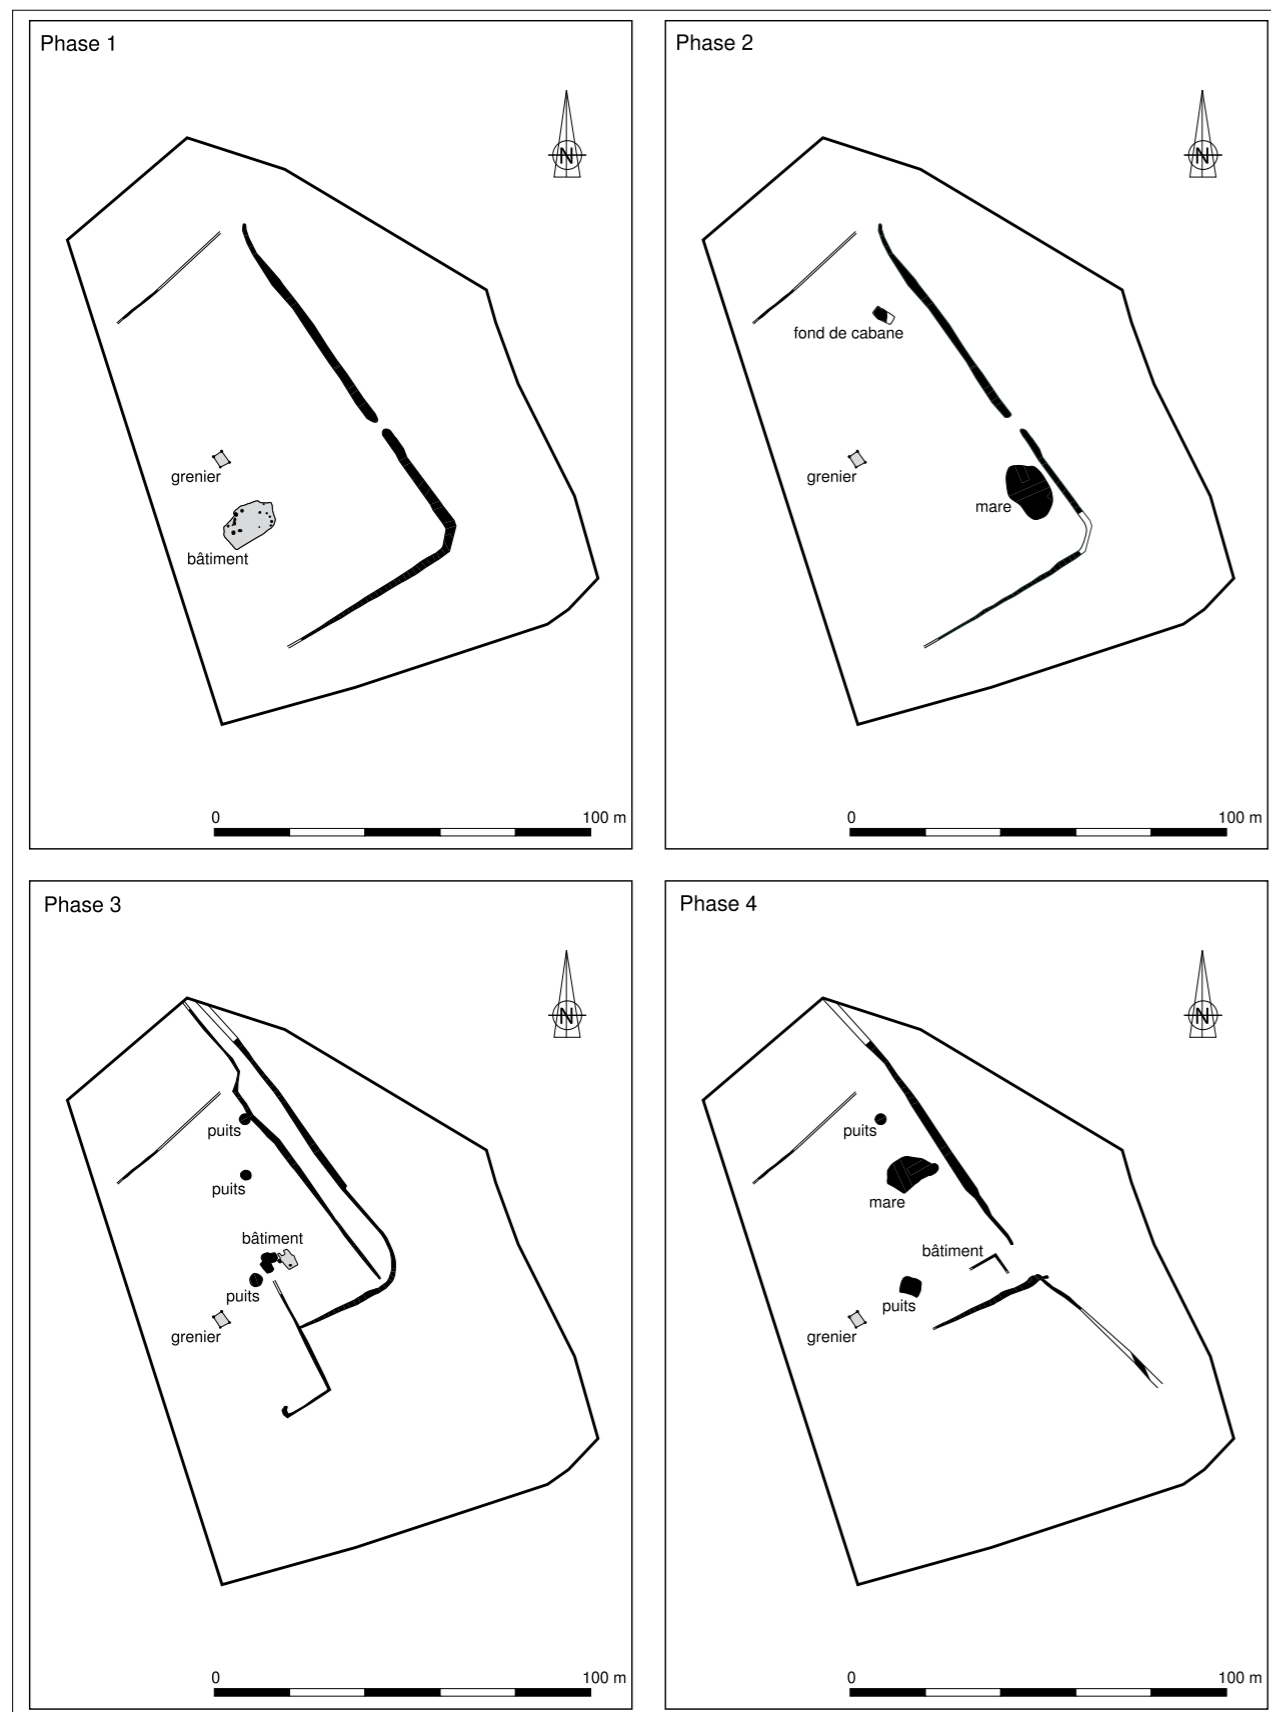 Phase 1
N
grenier
bâtiment
0 100 m
Phase 2
N
fond de cabane
grenier
mare
0 100 m
Phase 3
N
puits
puits
bâtiment
puits
grenier
0 100 m
Phase 4
N
puits
mare
bâtiment
puits
grenier
0 100 m